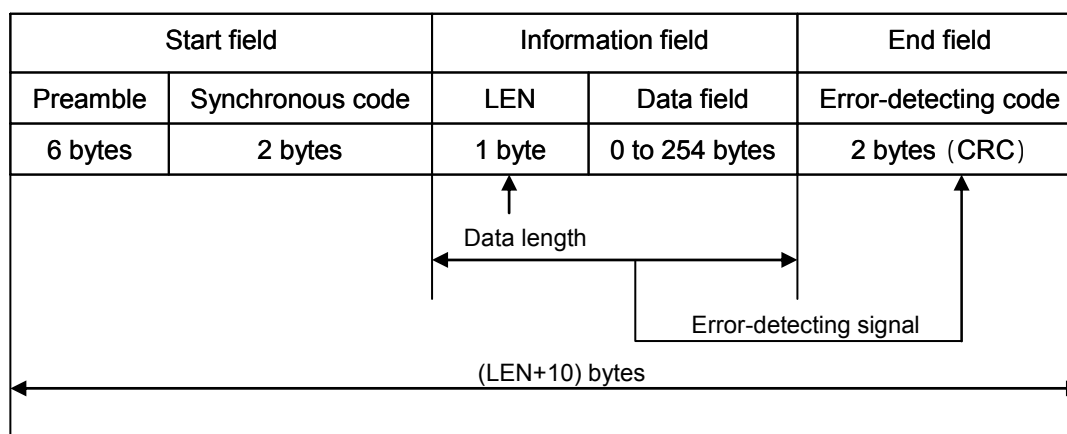 Start field Information field End field
Preamble Synchronous code LEN Data field Error-detecting code
6 bytes 2 bytes 1 byte 0 to 254 bytes 2 bytes (CRC)
Data length
Error-detecting signal
(LEN+10) bytes